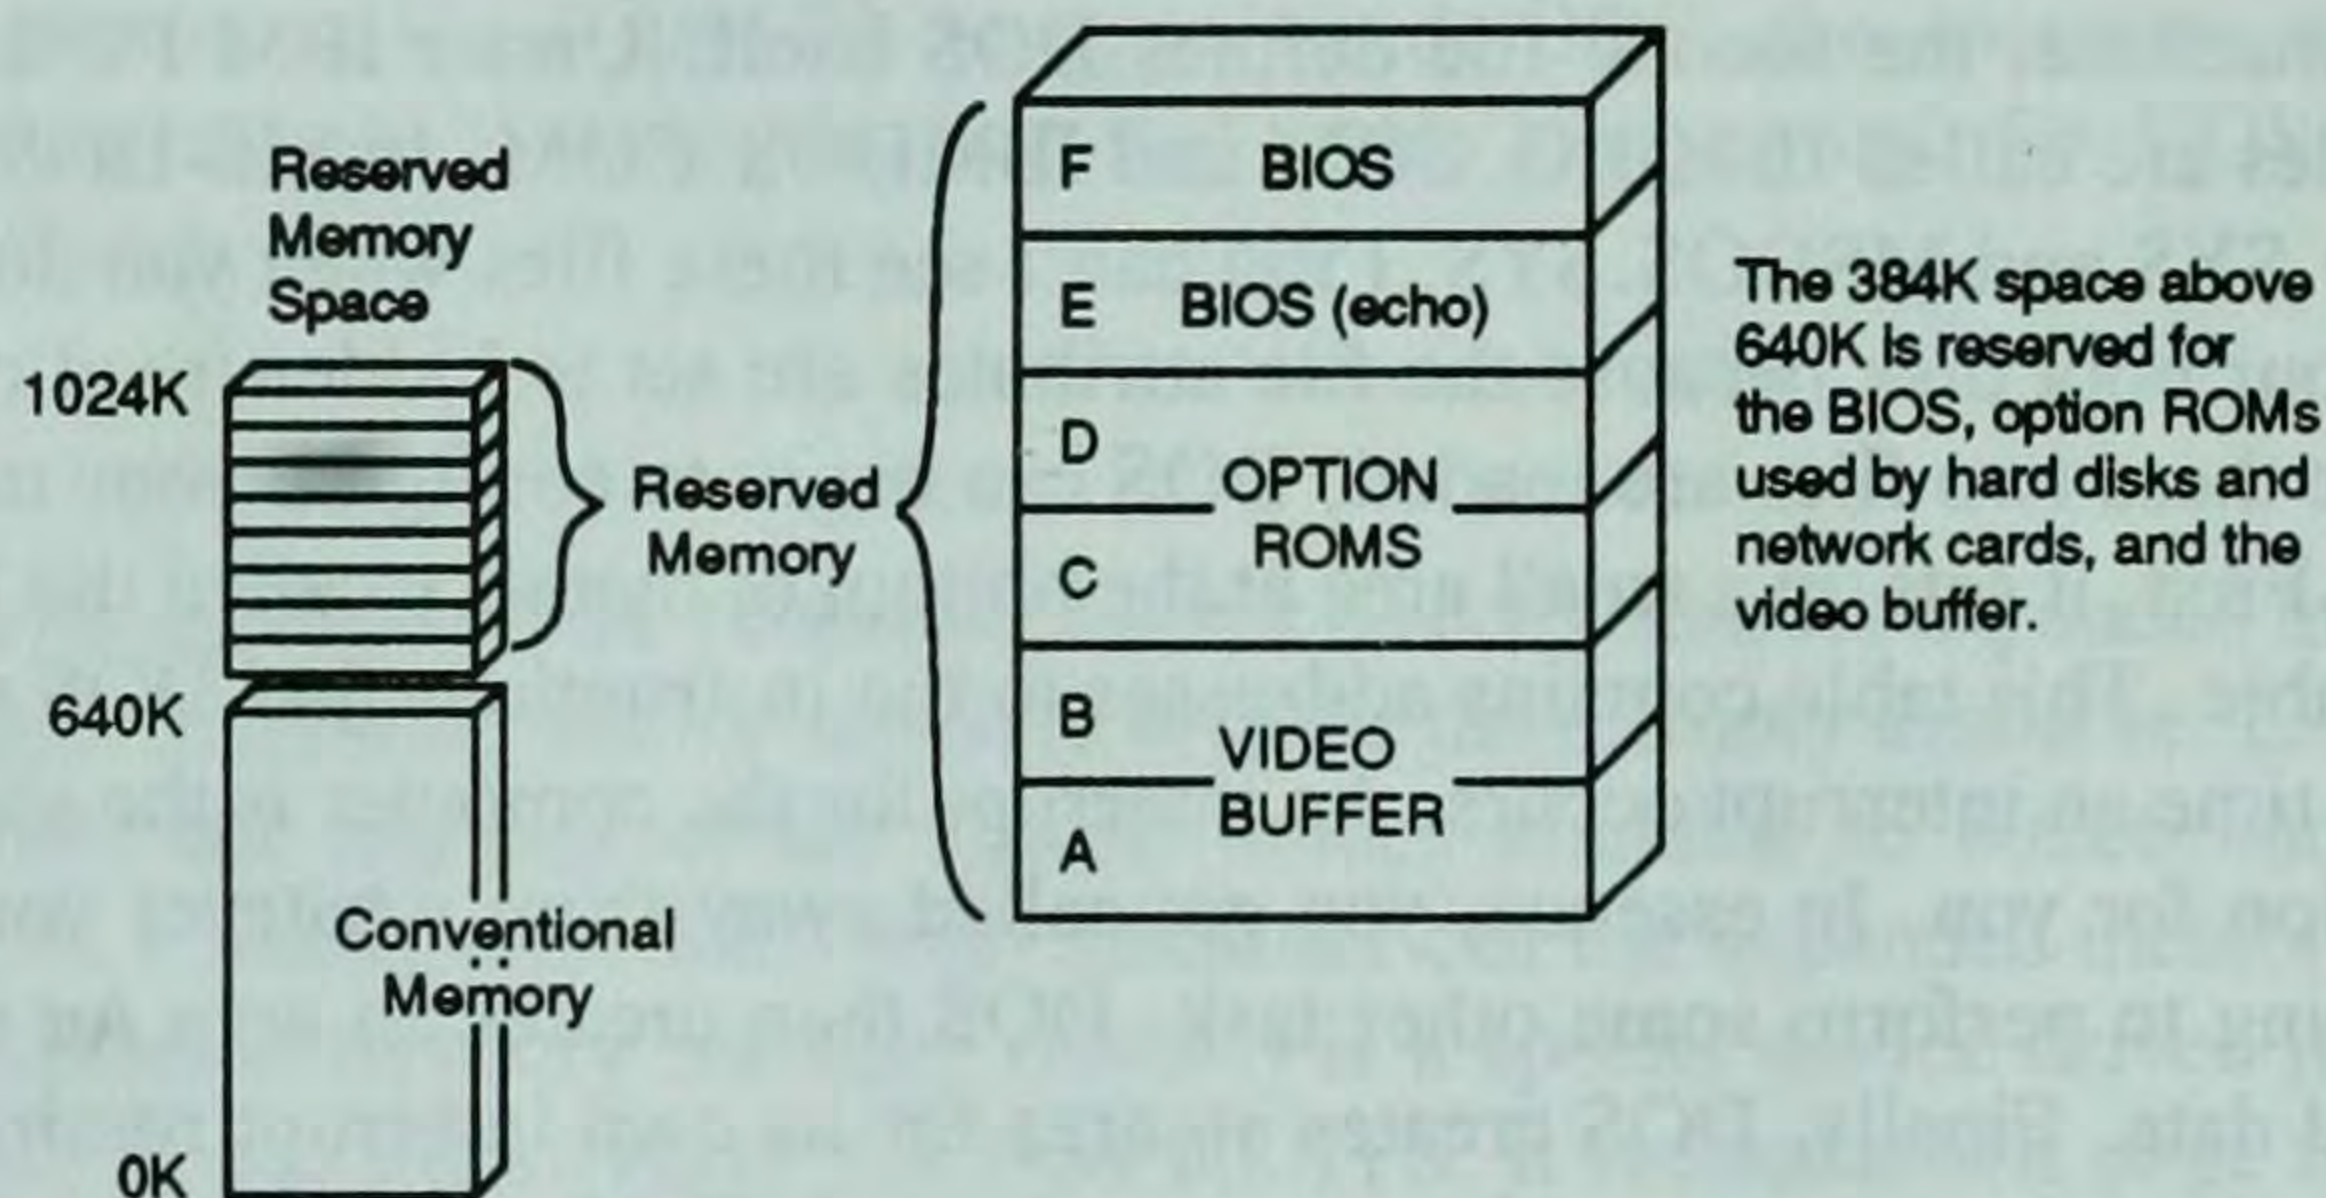 Reserved
Memory
Space
1024K
640K
0K
Conventional
Memory
Reserved
Memory
F BIOS
E BIOS (echo)
D
OPTION
ROMS
C
B
VIDEO
BUFFER
A
The 384K space above
640K is reserved for
the BIOS, option ROMs
used by hard disks and
network cards, and the
video buffer.